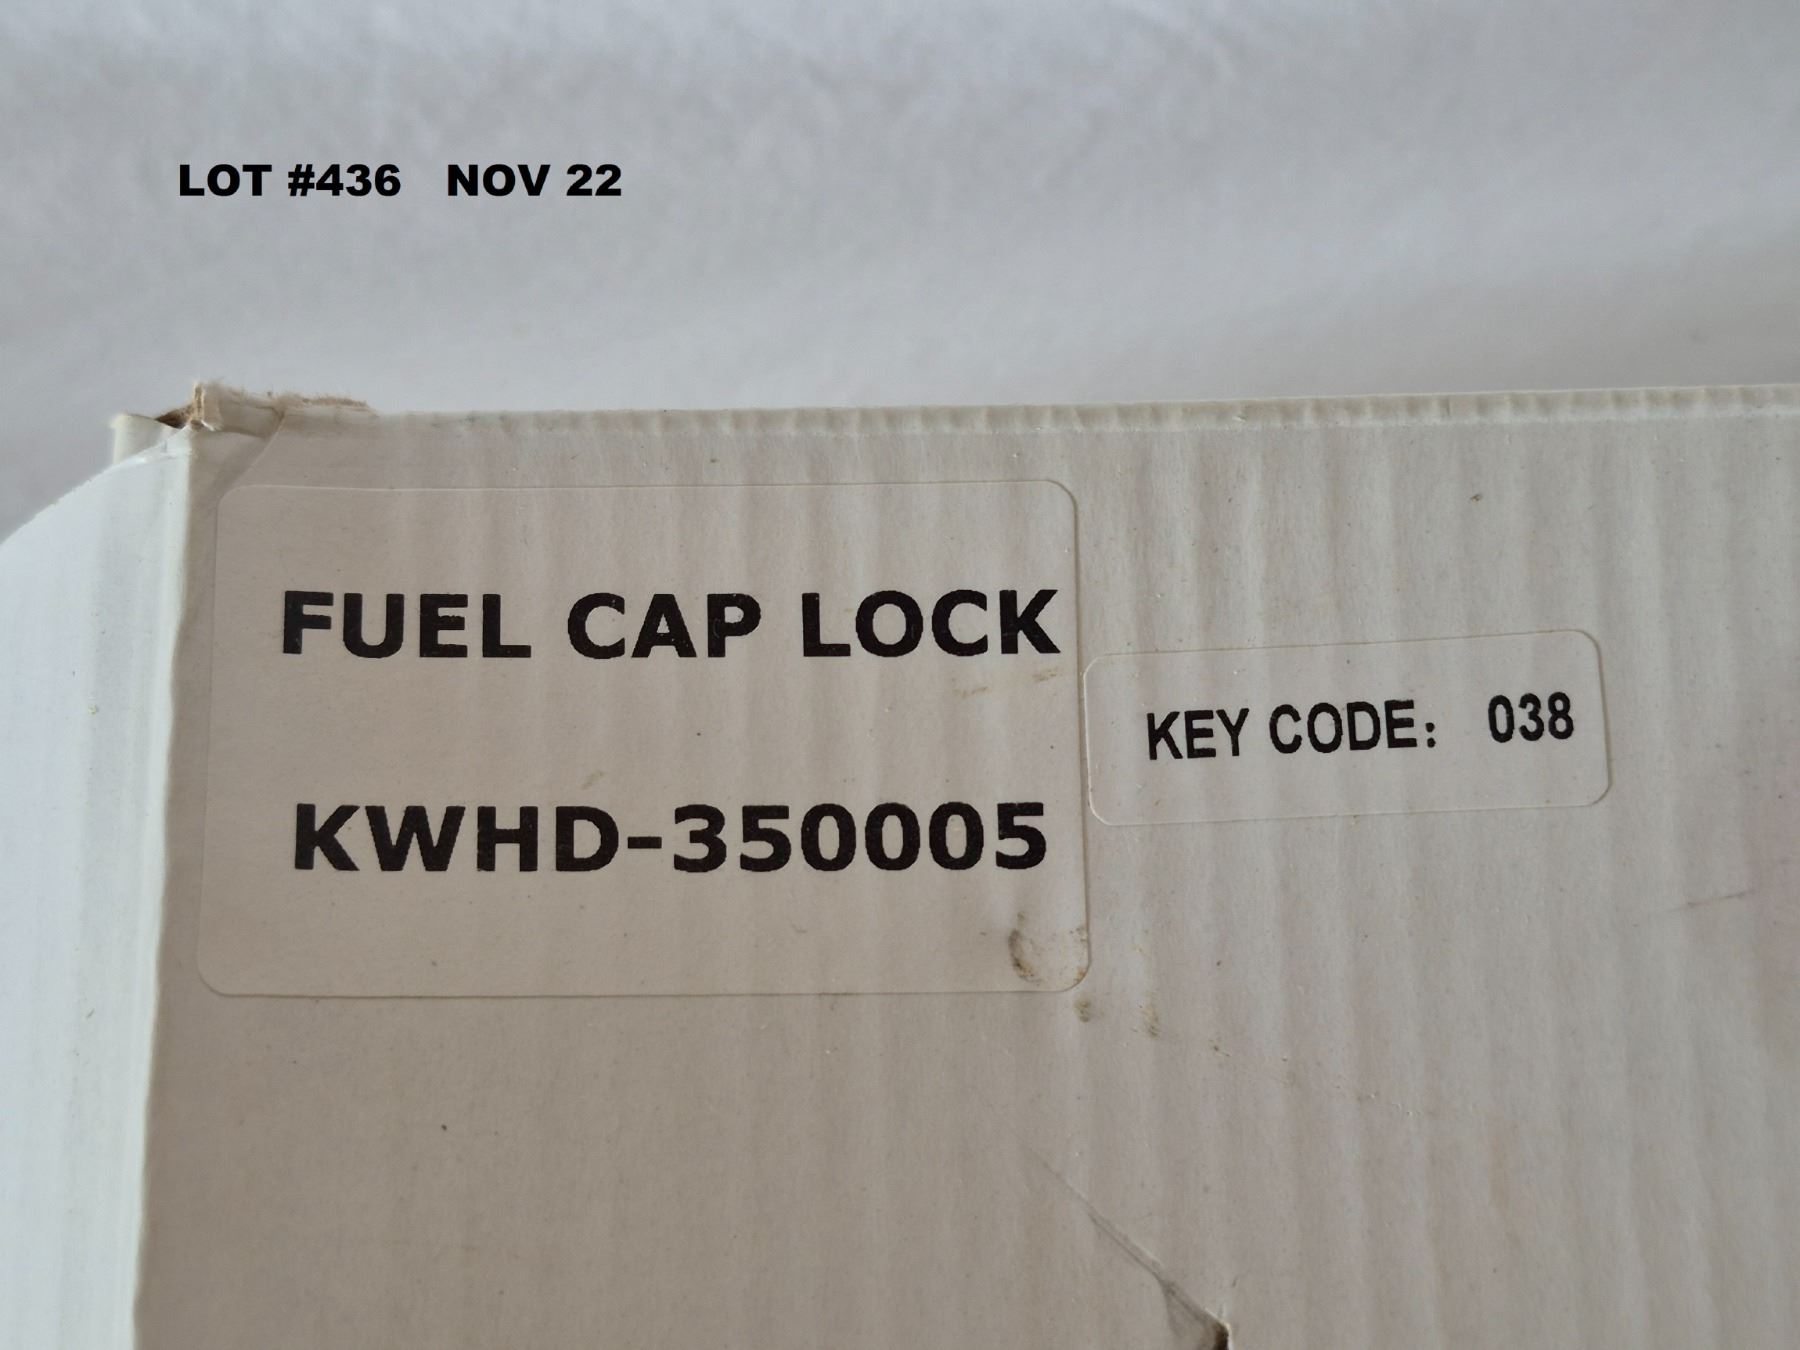 LOT #436 NOV 22
FUEL CAP LOCK
KEY CODE: 038
KWHD-350005